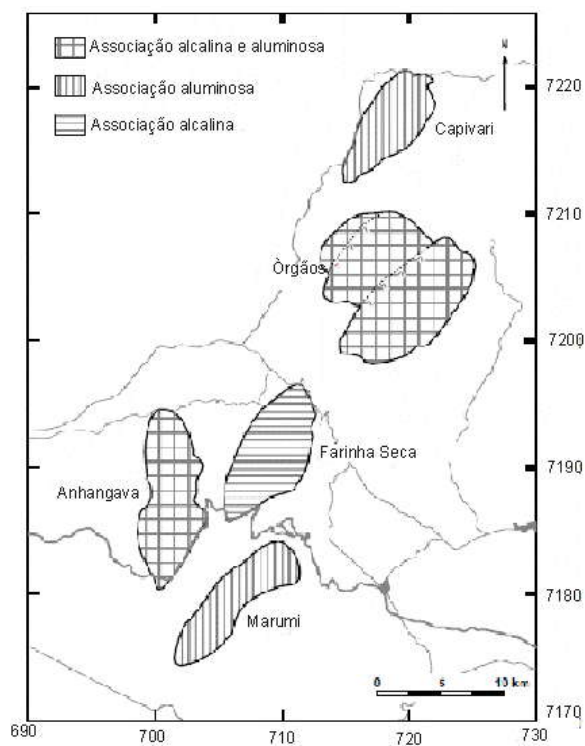 Associação alcalina e aluminosa
Associação aluminosa
Associação alcalina
N
7220
Capivari
7210
Òrgãos
7200
Farinha Seca
7190
Anhangava
7180
Marumi
0 5 10 km
7170
690 700 710 720 730